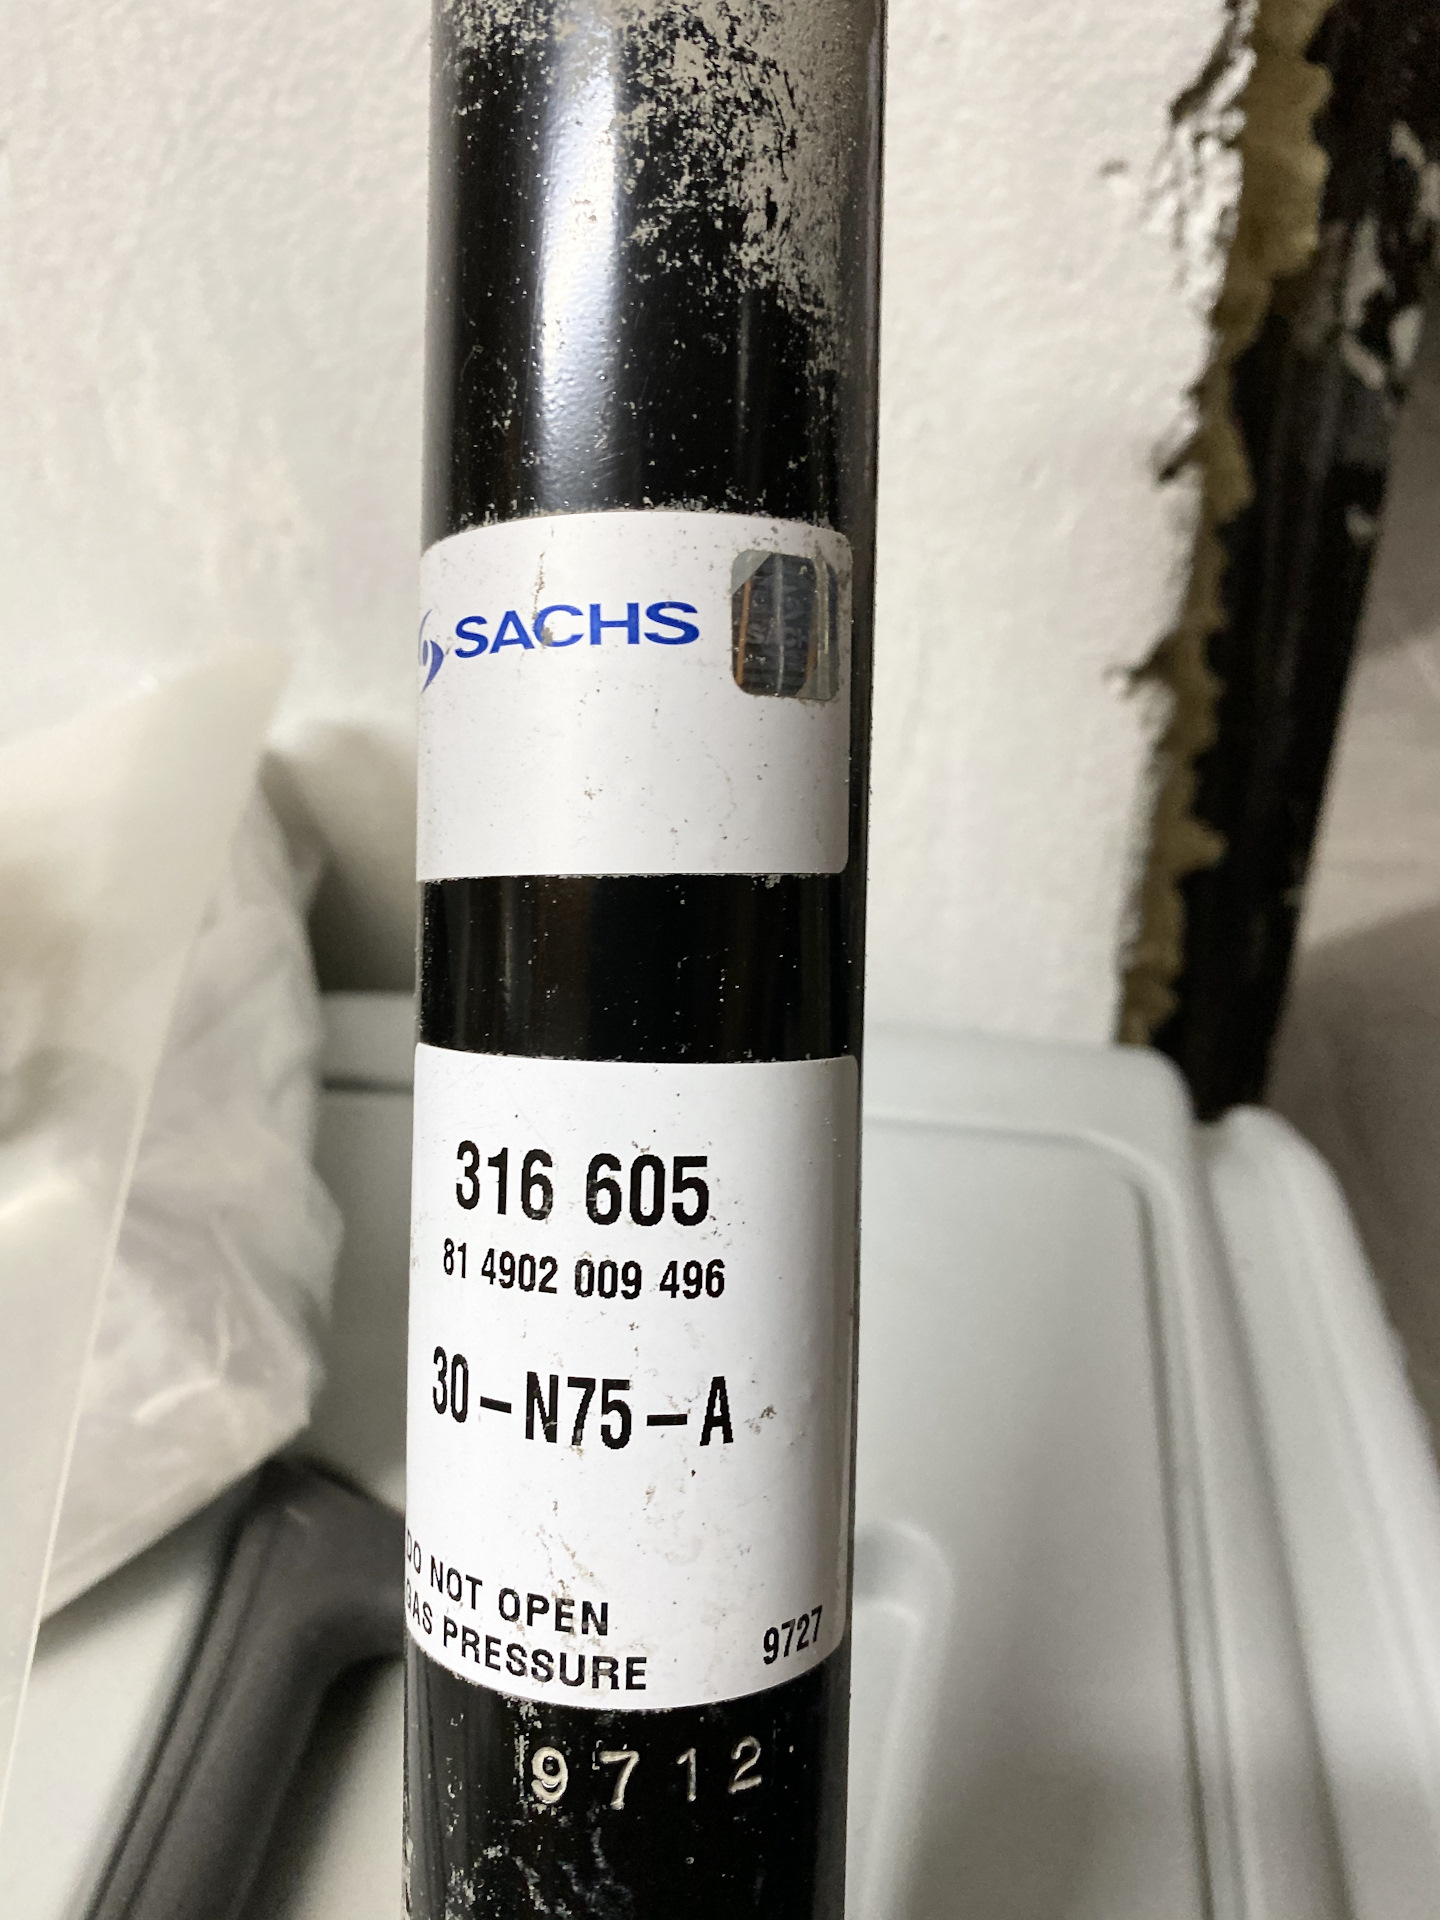 SACHS
316 605
81 4902 009 496
30-N75-A
DO NOT OPEN
GAS PRESSURE
9727
9712